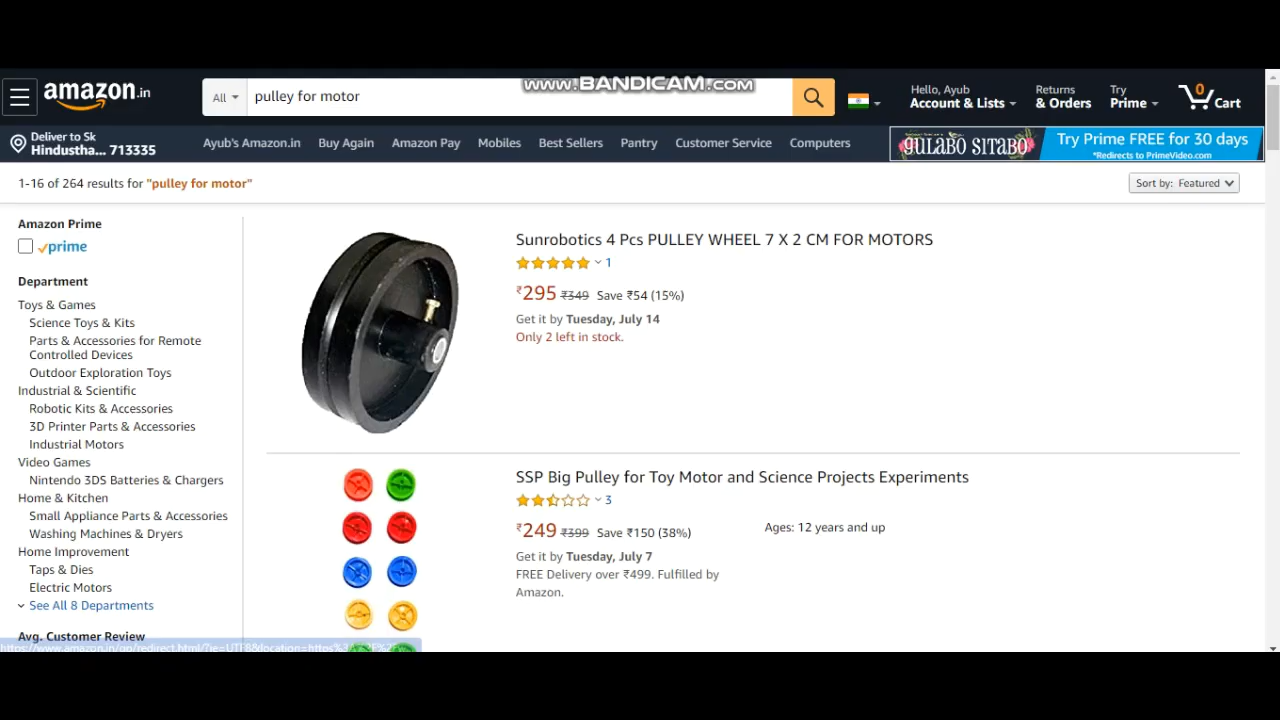 www.BANDICAM.com
amazon.in
All
pulley for motor
Hello, Ayub
Account & Lists
Returns
& Orders
Try
Prime
0
Cart
Deliver to Sk
Hindustha... 713335
Ayub's Amazon.in
Buy Again
Amazon Pay
Mobiles
Best Sellers
Pantry
Customer Service
Computers
GULABO SITABO
Try Prime FREE for 30 days
*Redirects to PrimeVideo.com
1-16 of 264 results for "pulley for motor"
Sort by: Featured
Amazon Prime
prime
Department
Toys & Games
Science Toys & Kits
Parts & Accessories for Remote
Controlled Devices
Outdoor Exploration Toys
Industrial & Scientific
Robotic Kits & Accessories
3D Printer Parts & Accessories
Industrial Motors
Video Games
Nintendo 3DS Batteries & Chargers
Home & Kitchen
Small Appliance Parts & Accessories
Washing Machines & Dryers
Home Improvement
Taps & Dies
Electric Motors
See All 8 Departments
Avg. Customer Review
Sunrobotics 4 Pcs PULLEY WHEEL 7 X 2 CM FOR MOTORS
1
₹295 ₹349 Save ₹54 (15%)
Get it by Tuesday, July 14
Only 2 left in stock.
SSP Big Pulley for Toy Motor and Science Projects Experiments
3
₹249 ₹399 Save ₹150 (38%)
Ages: 12 years and up
Get it by Tuesday, July 7
FREE Delivery over ₹499. Fulfilled by
Amazon.